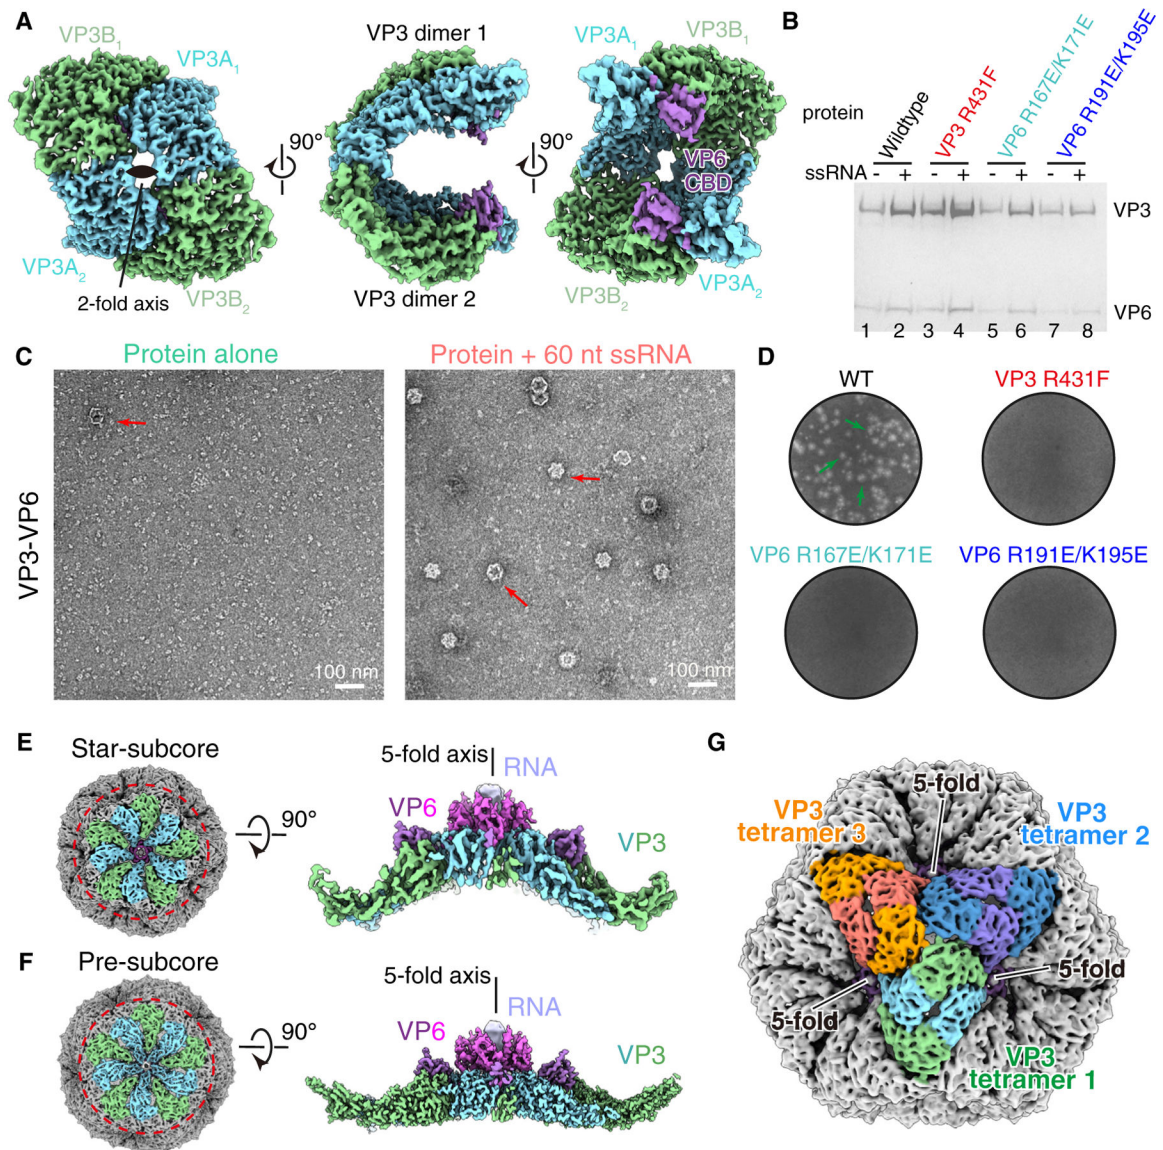 A
VP3B1
VP3A1
VP3A2
VP3B2
2-fold axis
90°
VP3 dimer 1
VP3 dimer 2
90°
VP3A1
VP3B1
VP6
CBD
VP3B2
VP3A2
B
protein
Wildtype
VP3 R431F
VP6 R167E/K171E
VP6 R191E/K195E
ssRNA - + - + - + - +
VP3
VP6
1 2 3 4 5 6 7 8
C
Protein alone
Protein + 60 nt ssRNA
VP3-VP6
100 nm
100 nm
D
WT
VP3 R431F
VP6 R167E/K171E
VP6 R191E/K195E
E
Star-subcore
90°
5-fold axis
RNA
VP6
VP3
F
Pre-subcore
90°
5-fold axis
RNA
VP6
VP3
G
5-fold
VP3
tetramer 3
VP3
tetramer 2
5-fold
5-fold
VP3
tetramer 1